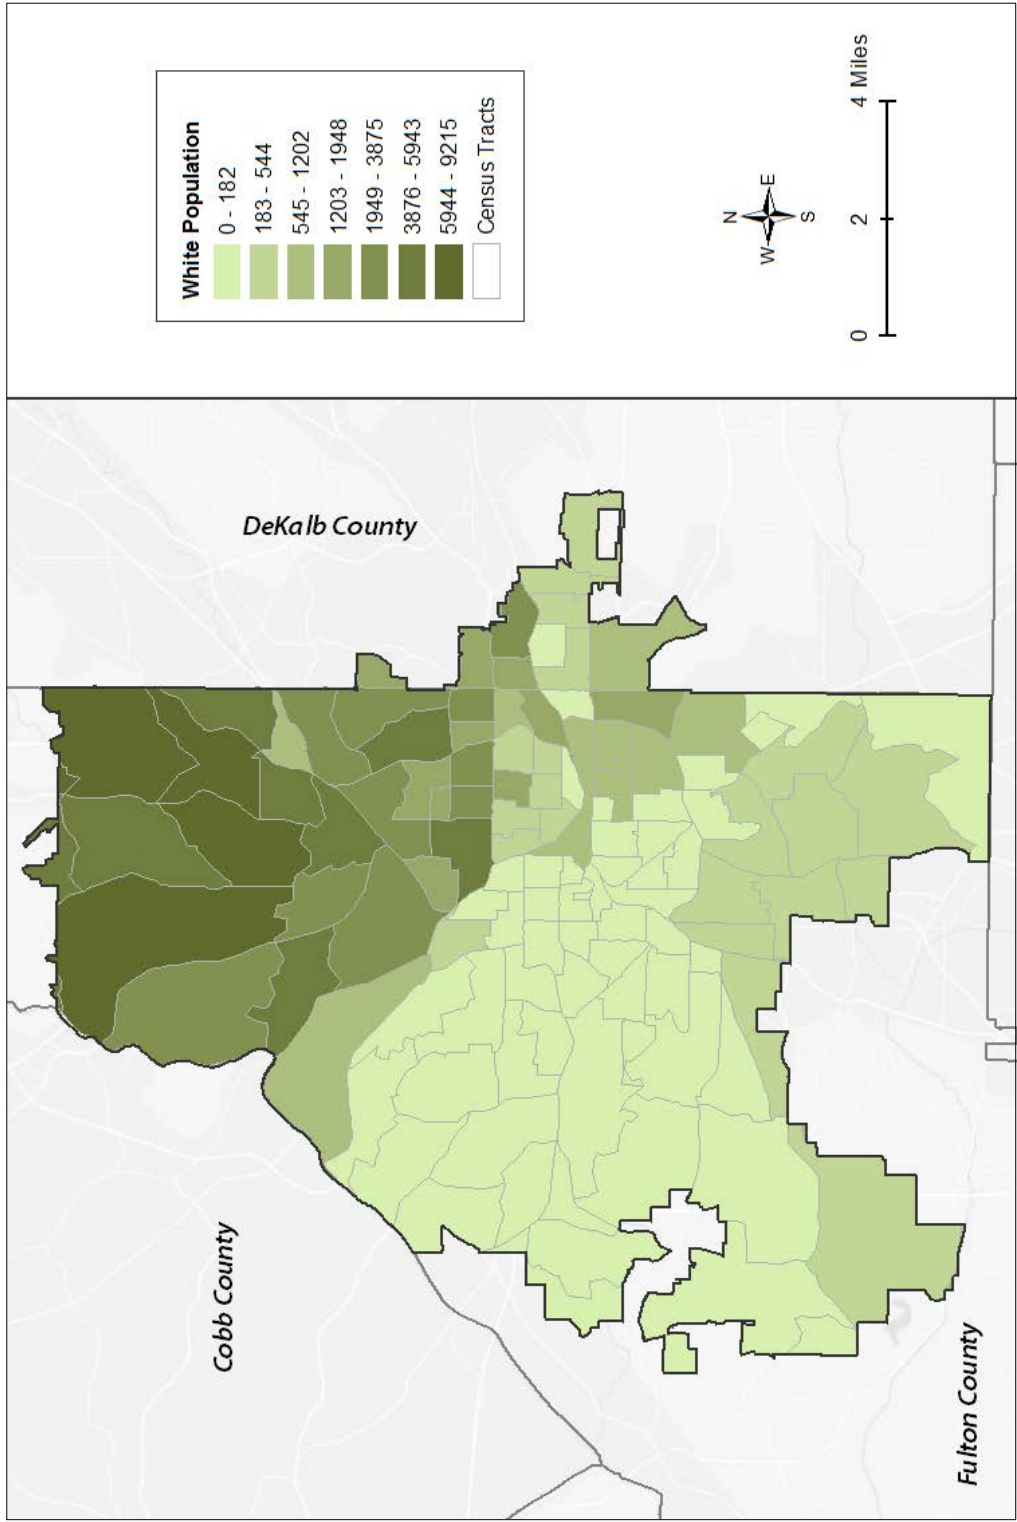 White Population
0 - 182
183 - 544
545 - 1202
1203 - 1948
1949 - 3875
3876 - 5943
5944 - 9215
Census Tracts
N
W E
S
0 2 4 Miles
DeKalb County
Cobb County
Fulton County